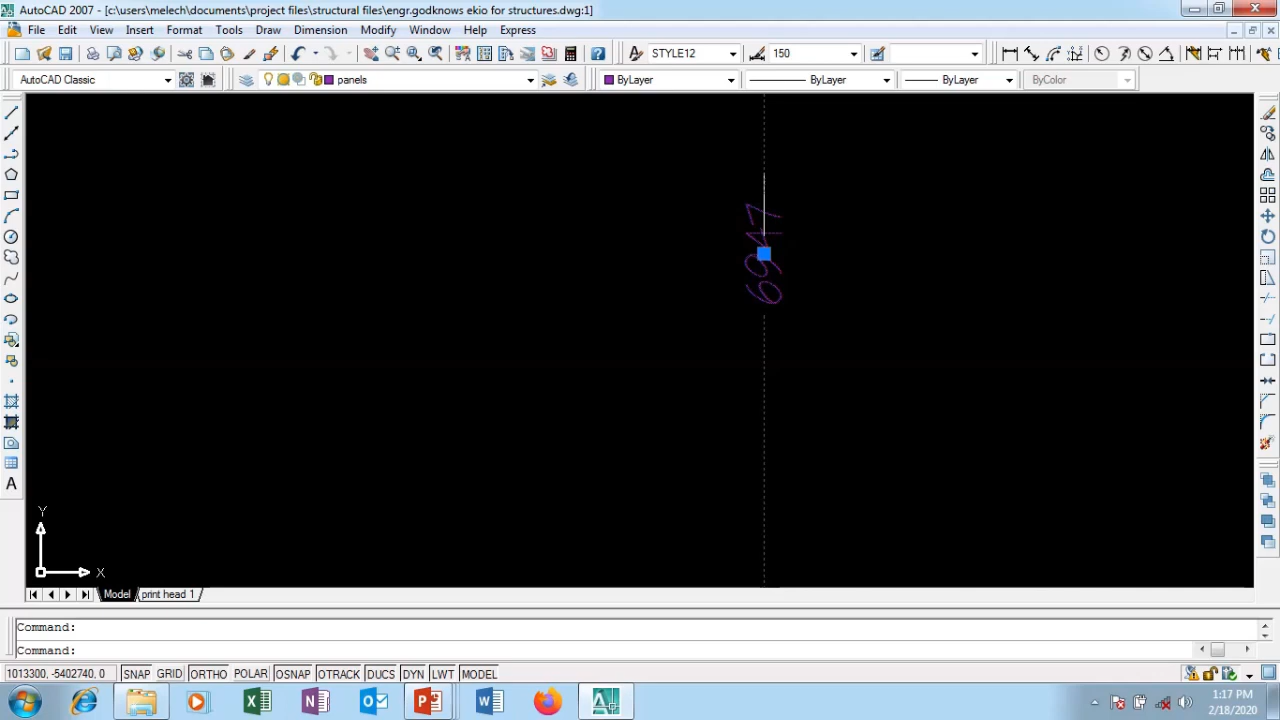 AutoCAD 2007 - [c:\users\melech\documents\project files\structural files\engr.godknows ekio for structures.dwg:1]
File Edit View Insert Format Tools Draw Dimension Modify Window Help Express
STYLE12 150
AutoCAD Classic panels ByLayer ByLayer ByLayer ByColor
6917
Y
X
Model print head 1
Command:
Command:
1013300, -5402740, 0 SNAP GRID ORTHO POLAR OSNAP OTRACK DUCS DYN LWT MODEL
1:17 PM
2/18/2020
A